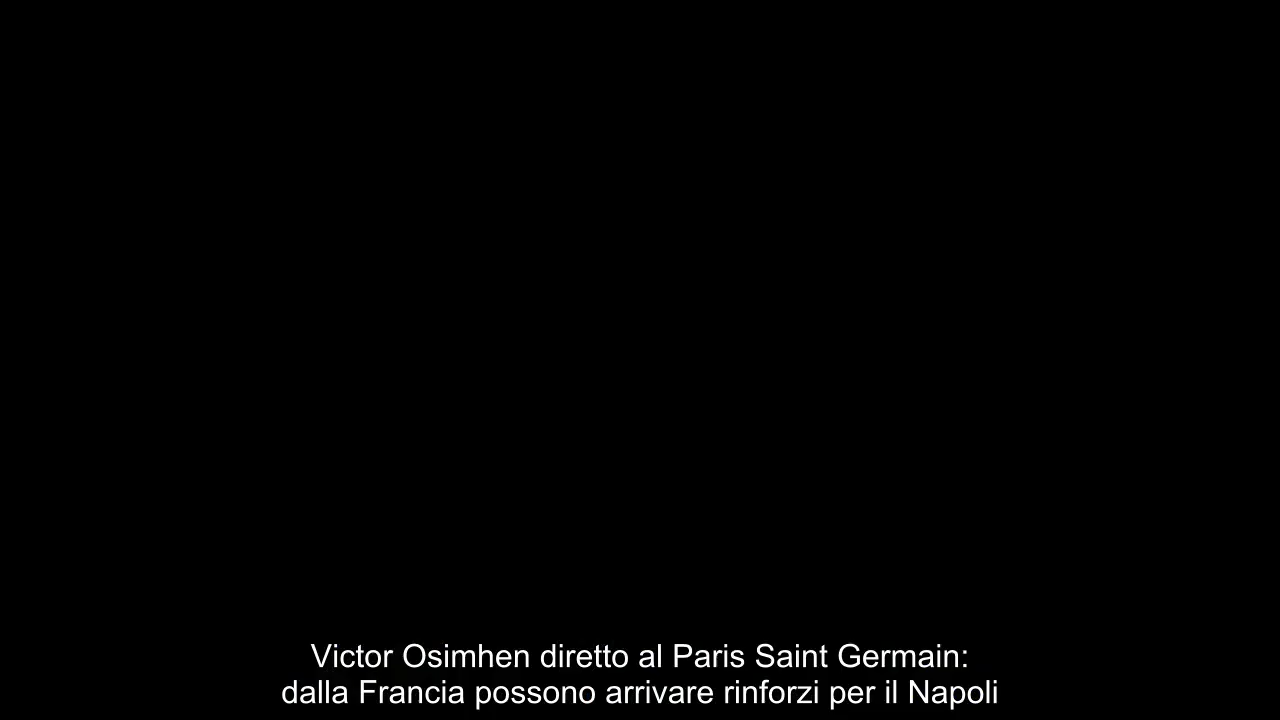 Victor Osimhen diretto al Paris Saint Germain:
dalla Francia possono arrivare rinforzi per il Napoli